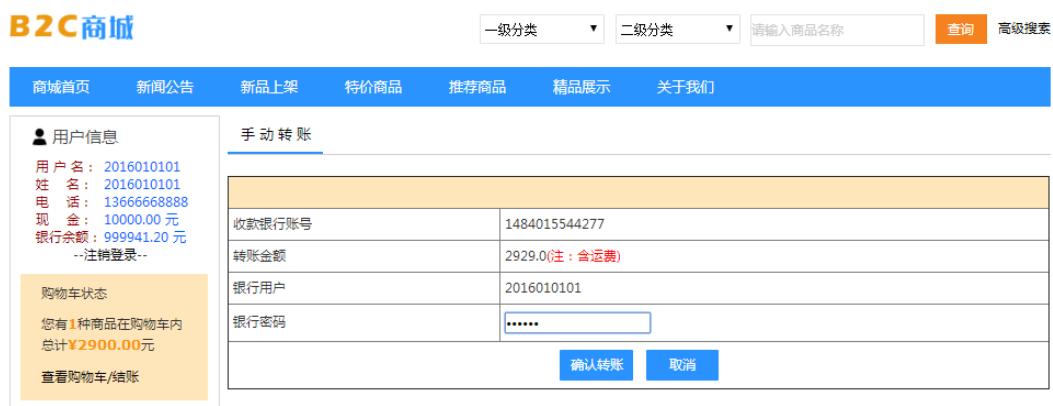 B2C商城
一级分类 二级分类 请输入商品名称 查询 高级搜索
商城首页 新闻公告 新品上架 特价商品 推荐商品 精品展示 关于我们
用户信息
用 户 名： 2016010101
姓 名： 2016010101
电 话： 13666668888
现 金： 10000.00 元
银行余额：999941.20 元
--注销登录--
购物车状态
您有1种商品在购物车内
总计¥2900.00元
查看购物车/结账
手 动 转 账
收款银行账号 1484015544277
转账金额 2929.0(注：含运费)
银行用户 2016010101
银行密码 ••••••
确认转账 取消